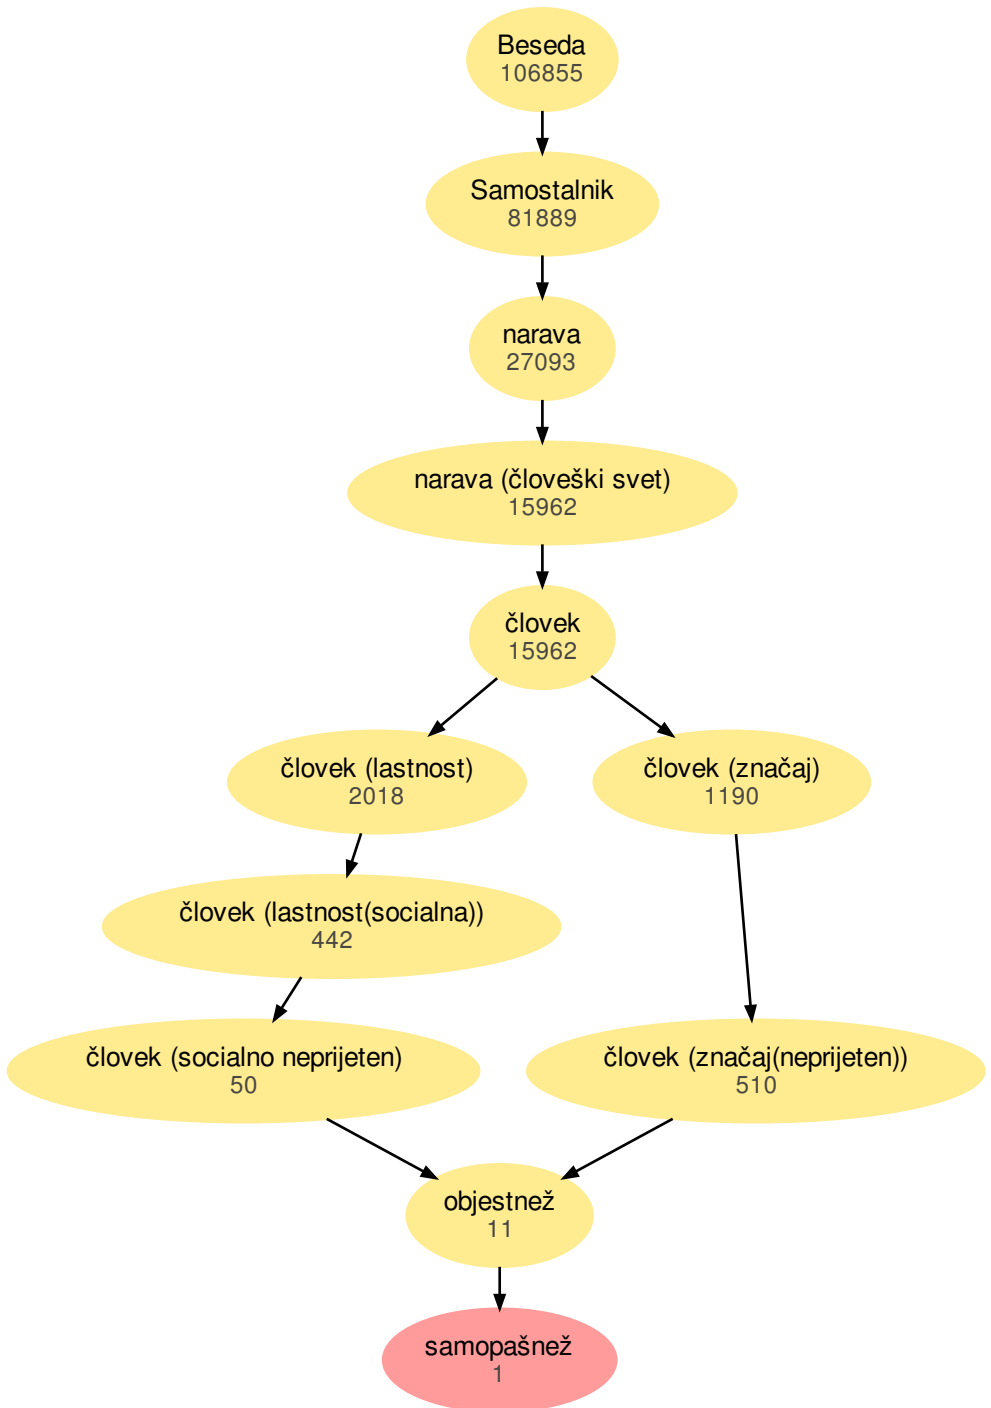 Beseda
106855
Samostalnik
81889
narava
27093
narava (človeški svet)
15962
človek
15962
človek (lastnost)
2018
človek (značaj)
1190
človek (lastnost(socialna))
442
človek (socialno neprijeten)
50
človek (značaj(neprijeten))
510
objestnež
11
samopašnež
1